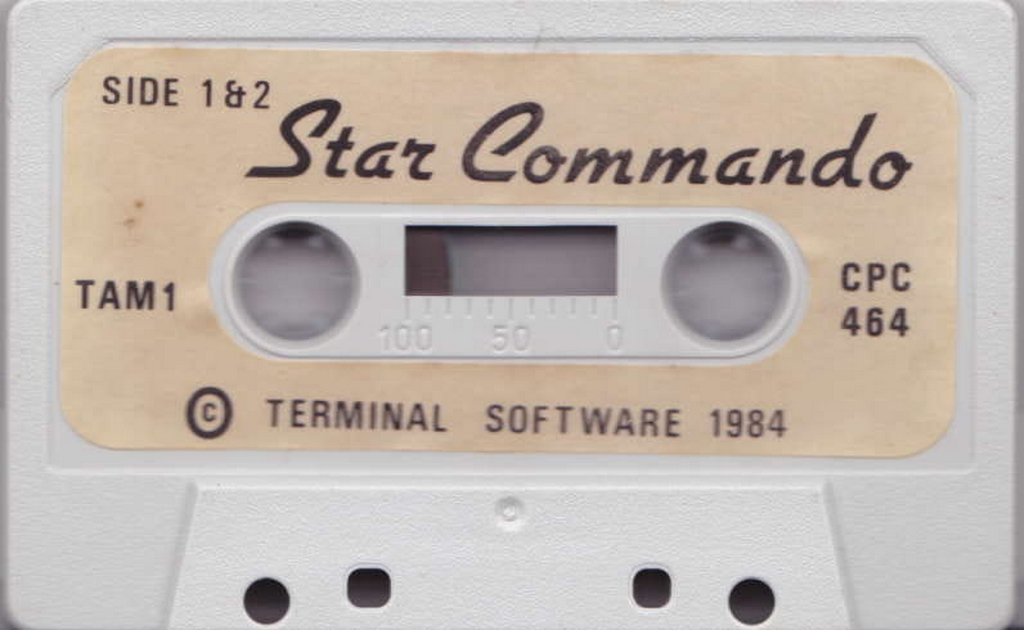 SIDE 1&2
Star Commando
TAM1
CPC
464
100 50 0
© TERMINAL SOFTWARE 1984